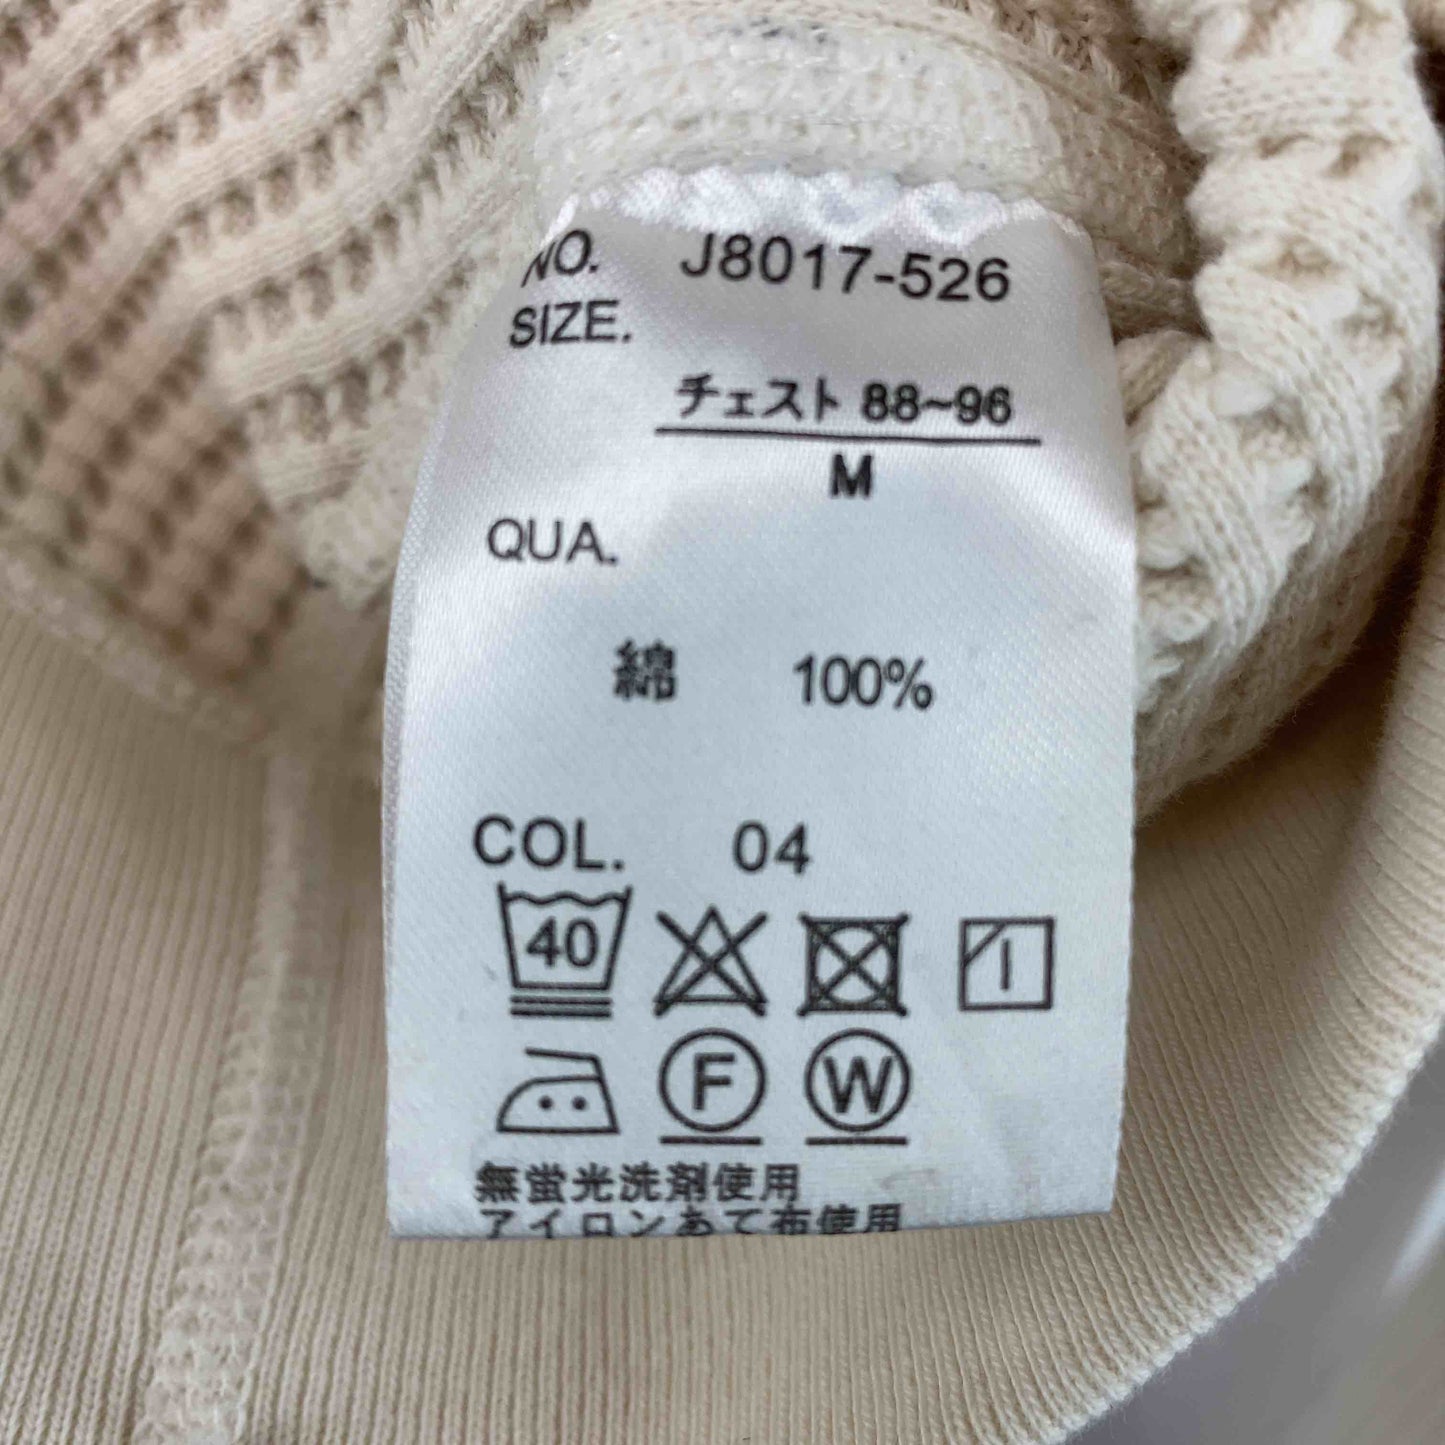 NO. J8017-526
SIZE.
チェスト 88~96
M
QUA.
綿 100%
COL. 04
40
F W
無蛍光洗剤使用
アイロンあて布使用